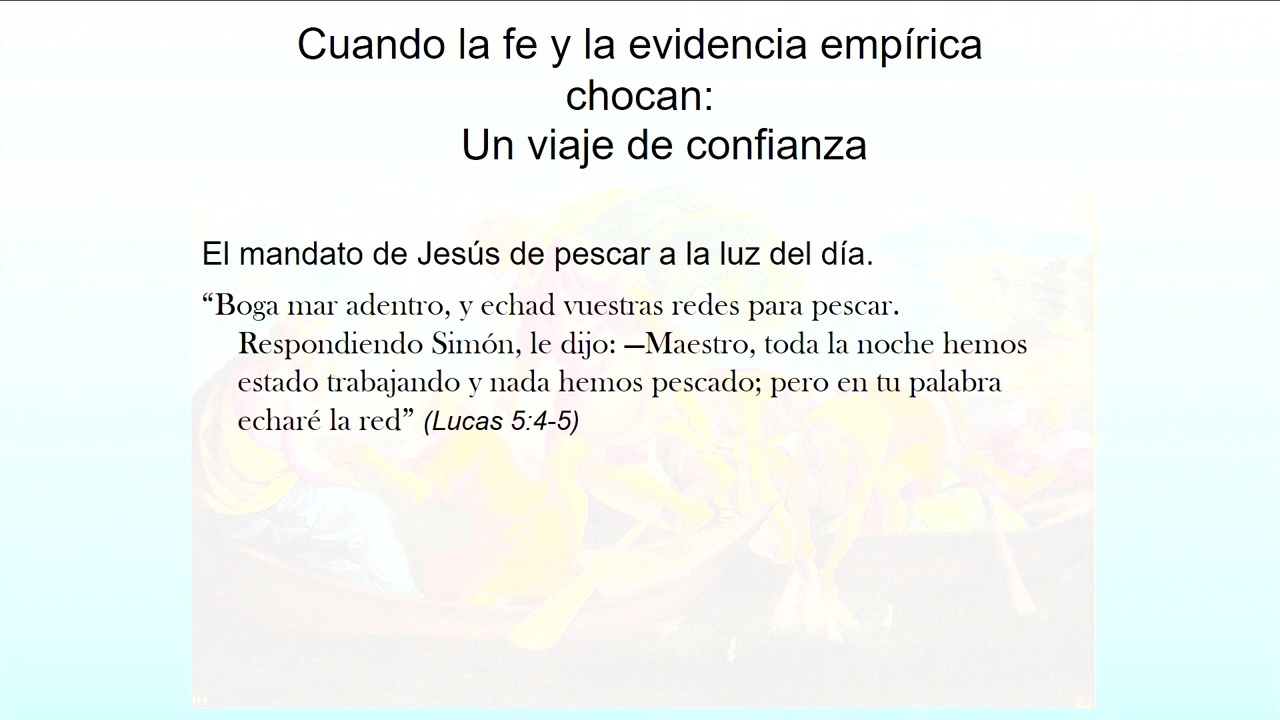 Cuando la fe y la evidencia empírica
chocan:
Un viaje de confianza
El mandato de Jesús de pescar a la luz del día.
“Boga mar adentro, y echad vuestras redes para pescar.
Respondiendo Simón, le dijo: —Maestro, toda la noche hemos
estado trabajando y nada hemos pescado; pero en tu palabra
echaré la red” (Lucas 5:4-5)